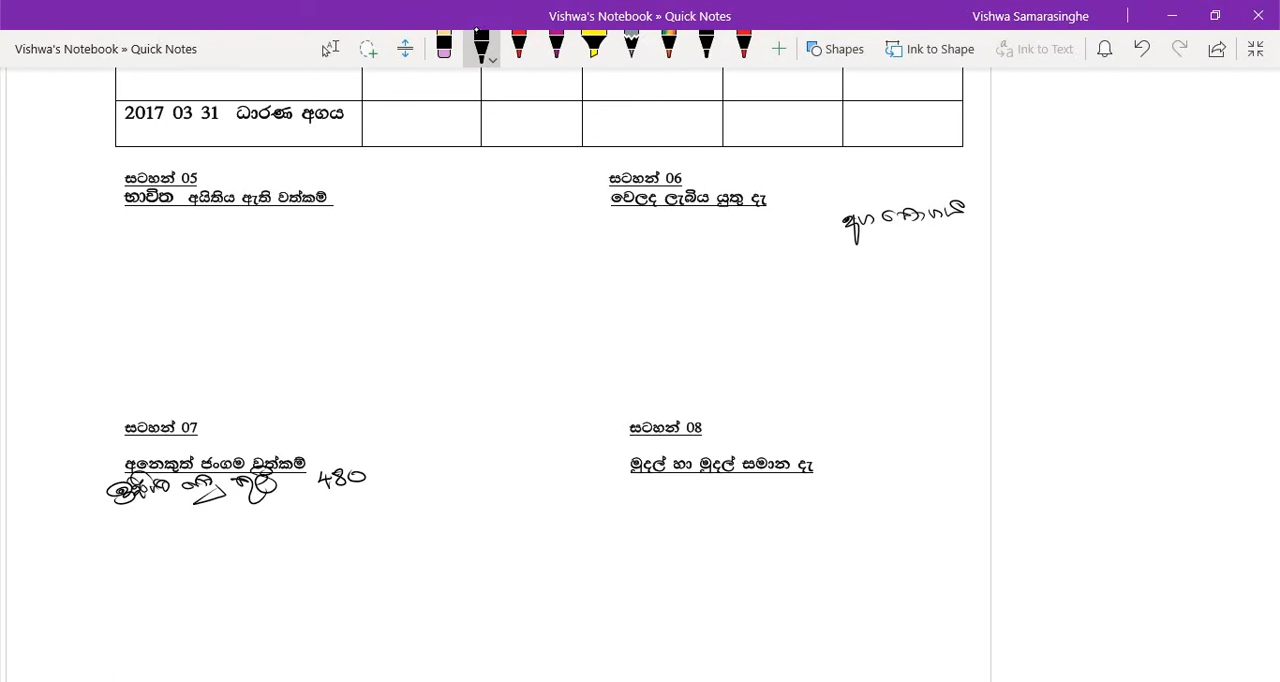 Vishwa's Notebook » Quick Notes
Vishwa Samarasinghe
Vishwa's Notebook » Quick Notes
Shapes
Ink to Shape
Ink to Text
2017 03 31 ධාරණ අගය
සටහන් 05
භාවිත අයිතිය ඇති වත්කම්
සටහන් 06
වෙලද ලැබිය යුතු දෑ
සටහන් 07
අනෙකුත් ජංගම වත්කම්
480
සටහන් 08
මුදල් හා මුදල් සමාන දෑ